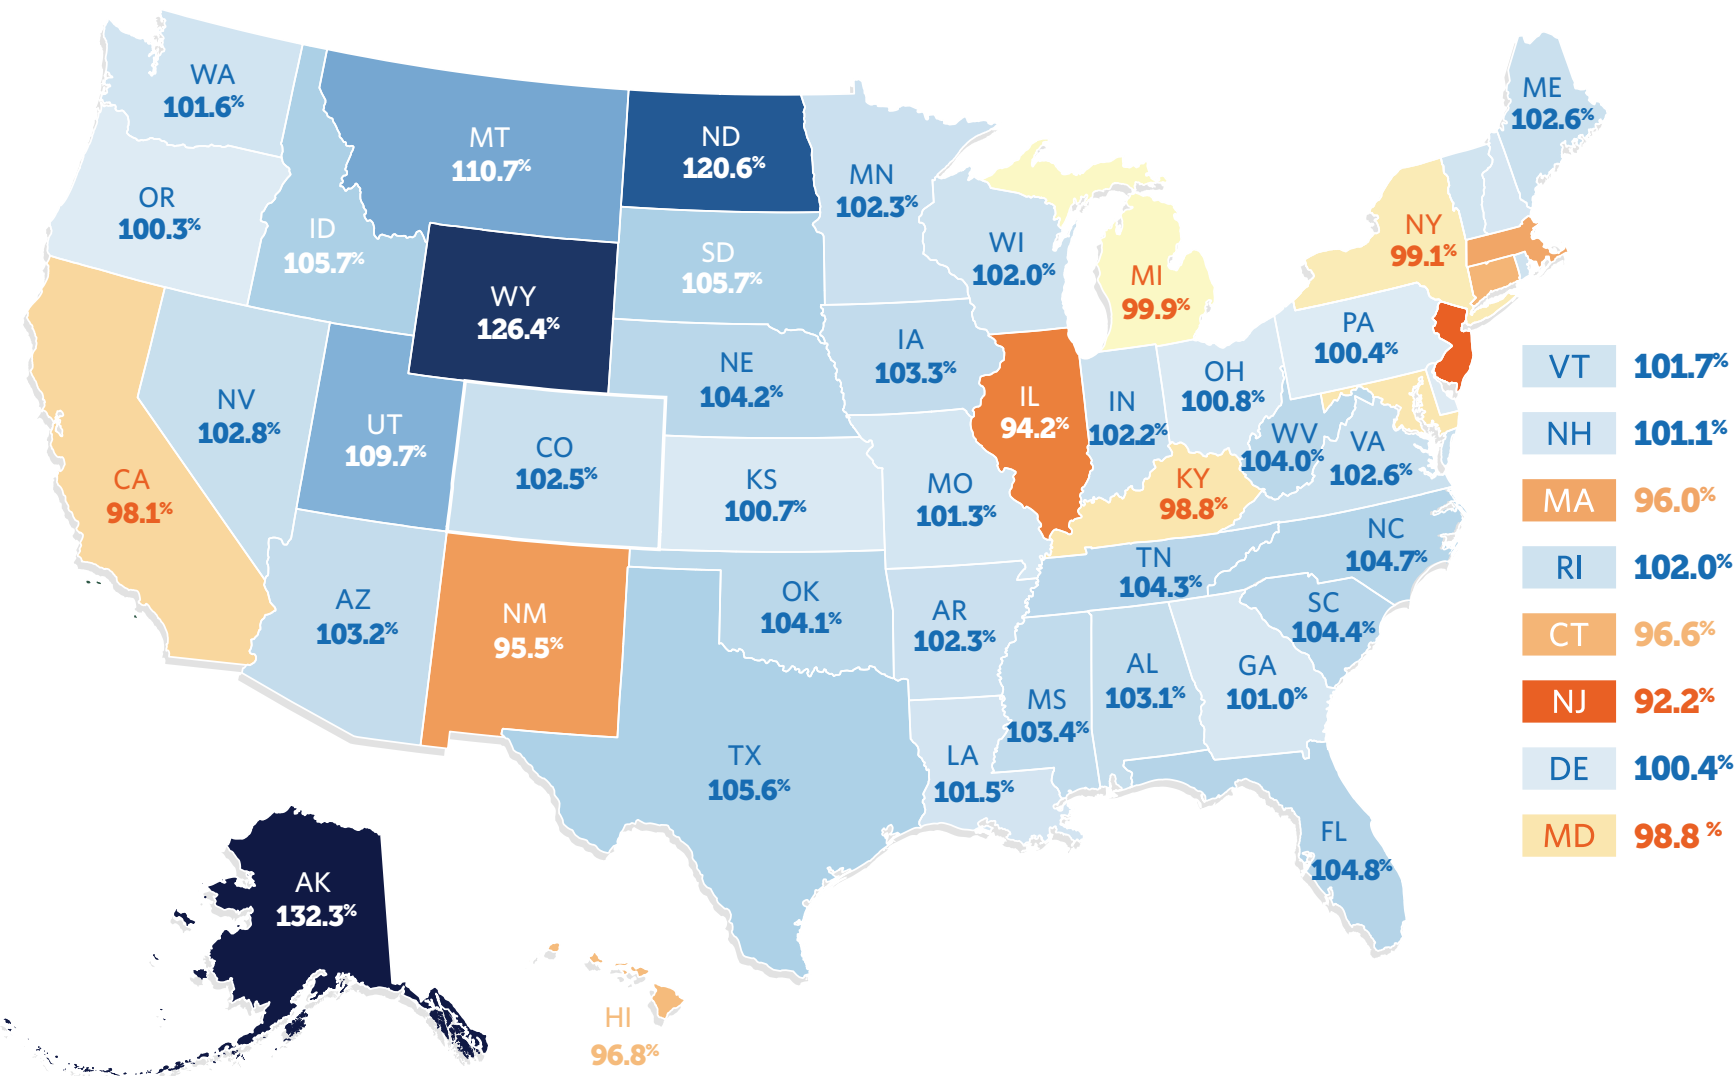 WA
101.6%
MT
110.7%
ND
120.6%
MN
102.3%
ME
102.6%
OR
100.3%
ID
105.7%
SD
105.7%
WI
102.0%
NY
99.1%
WY
126.4%
MI
99.9%
IA
103.3%
PA
100.4%
NE
104.2%
OH
100.8%
NV
102.8%
UT
109.7%
IL
94.2%
IN
102.2%
WV
104.0%
VA
102.6%
CO
102.5%
CA
98.1%
KS
100.7%
MO
101.3%
KY
98.8%
NC
104.7%
TN
104.3%
AZ
103.2%
NM
95.5%
OK
104.1%
AR
102.3%
SC
104.4%
MS
103.4%
AL
103.1%
GA
101.0%
TX
105.6%
LA
101.5%
FL
104.8%
AK
132.3%
HI
96.8%
VT 101.7%
NH 101.1%
MA 96.0%
RI 102.0%
CT 96.6%
NJ 92.2%
DE 100.4%
MD 98.8 %